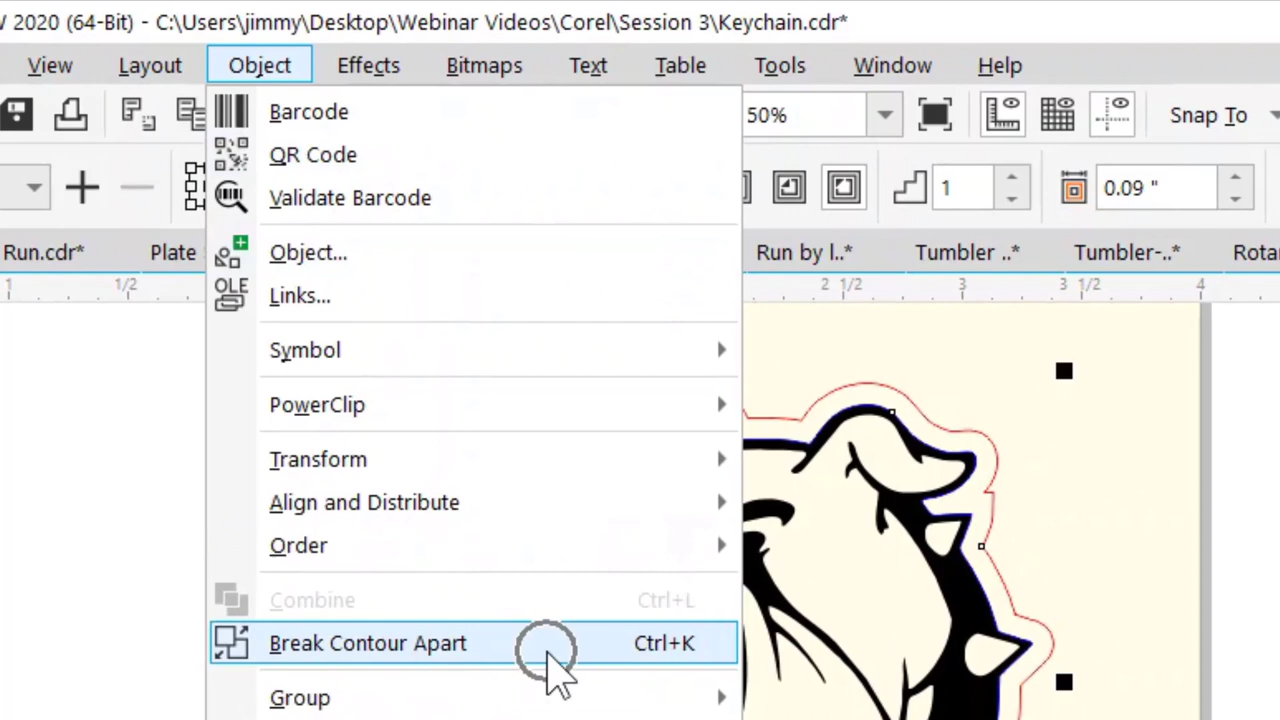 W 2020 (64-Bit) - C:\Users\jimmy\Desktop\Webinar Videos\Corel\Session 3\Keychain.cdr*
View Layout Object Effects Bitmaps Text Table Tools Window Help
50% Snap To
1 0.09 "
Run.cdr* Plate Run by l..* Tumbler ..* Tumbler-..*
1 1/2 2 1/2 3 3 1/2 4
Barcode
QR Code
Validate Barcode
Object...
OLE Links...
Symbol
PowerClip
Transform
Align and Distribute
Order
Combine Ctrl+L
Break Contour Apart Ctrl+K
Group